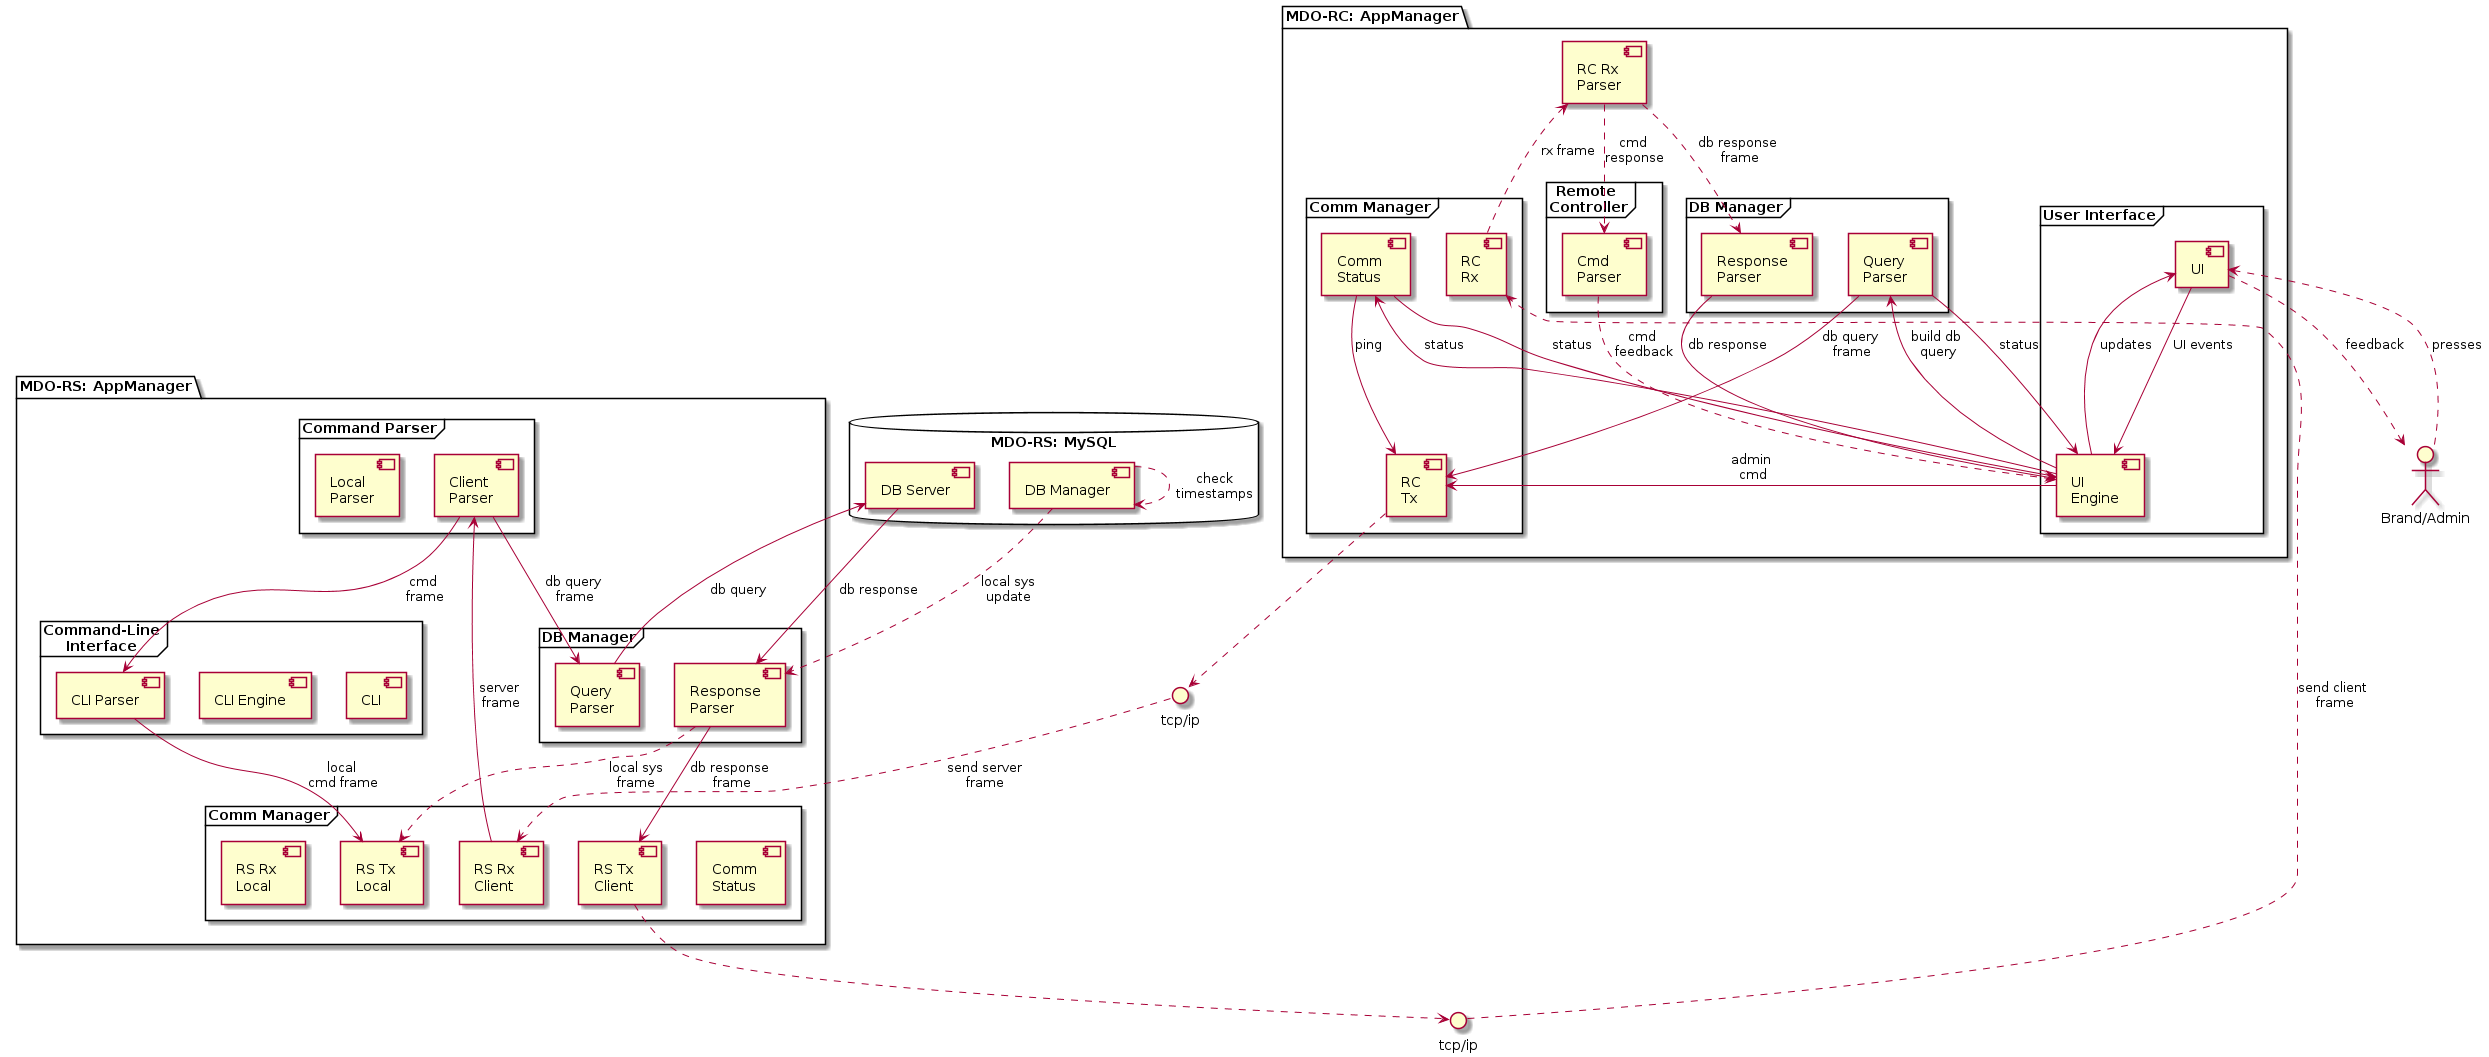 MDO-RC: AppManager
RC Rx
Parser
rx frame
cmd
response
db response
frame
Comm Manager
Remote
Controller
DB Manager
User Interface
Comm
Status
RC
Rx
Cmd
Parser
Response
Parser
Query
Parser
UI
ping
status
status
cmd
feedback
db response
db query
frame
build db
query
status
updates
UI events
feedback
presses
RC
Tx
admin
cmd
UI
Engine
Brand/Admin
MDO-RS: AppManager
Command Parser
Local
Parser
Client
Parser
MDO-RS: MySQL
DB Server
DB Manager
check
timestamps
cmd
frame
db query
frame
db query
db response
local sys
update
Command-Line
Interface
CLI Parser
CLI Engine
CLI
server
frame
DB Manager
Query
Parser
Response
Parser
tcp/ip
send client
frame
local
cmd frame
local sys
frame
db response
frame
send server
frame
Comm Manager
RS Rx
Local
RS Tx
Local
RS Rx
Client
RS Tx
Client
Comm
Status
tcp/ip